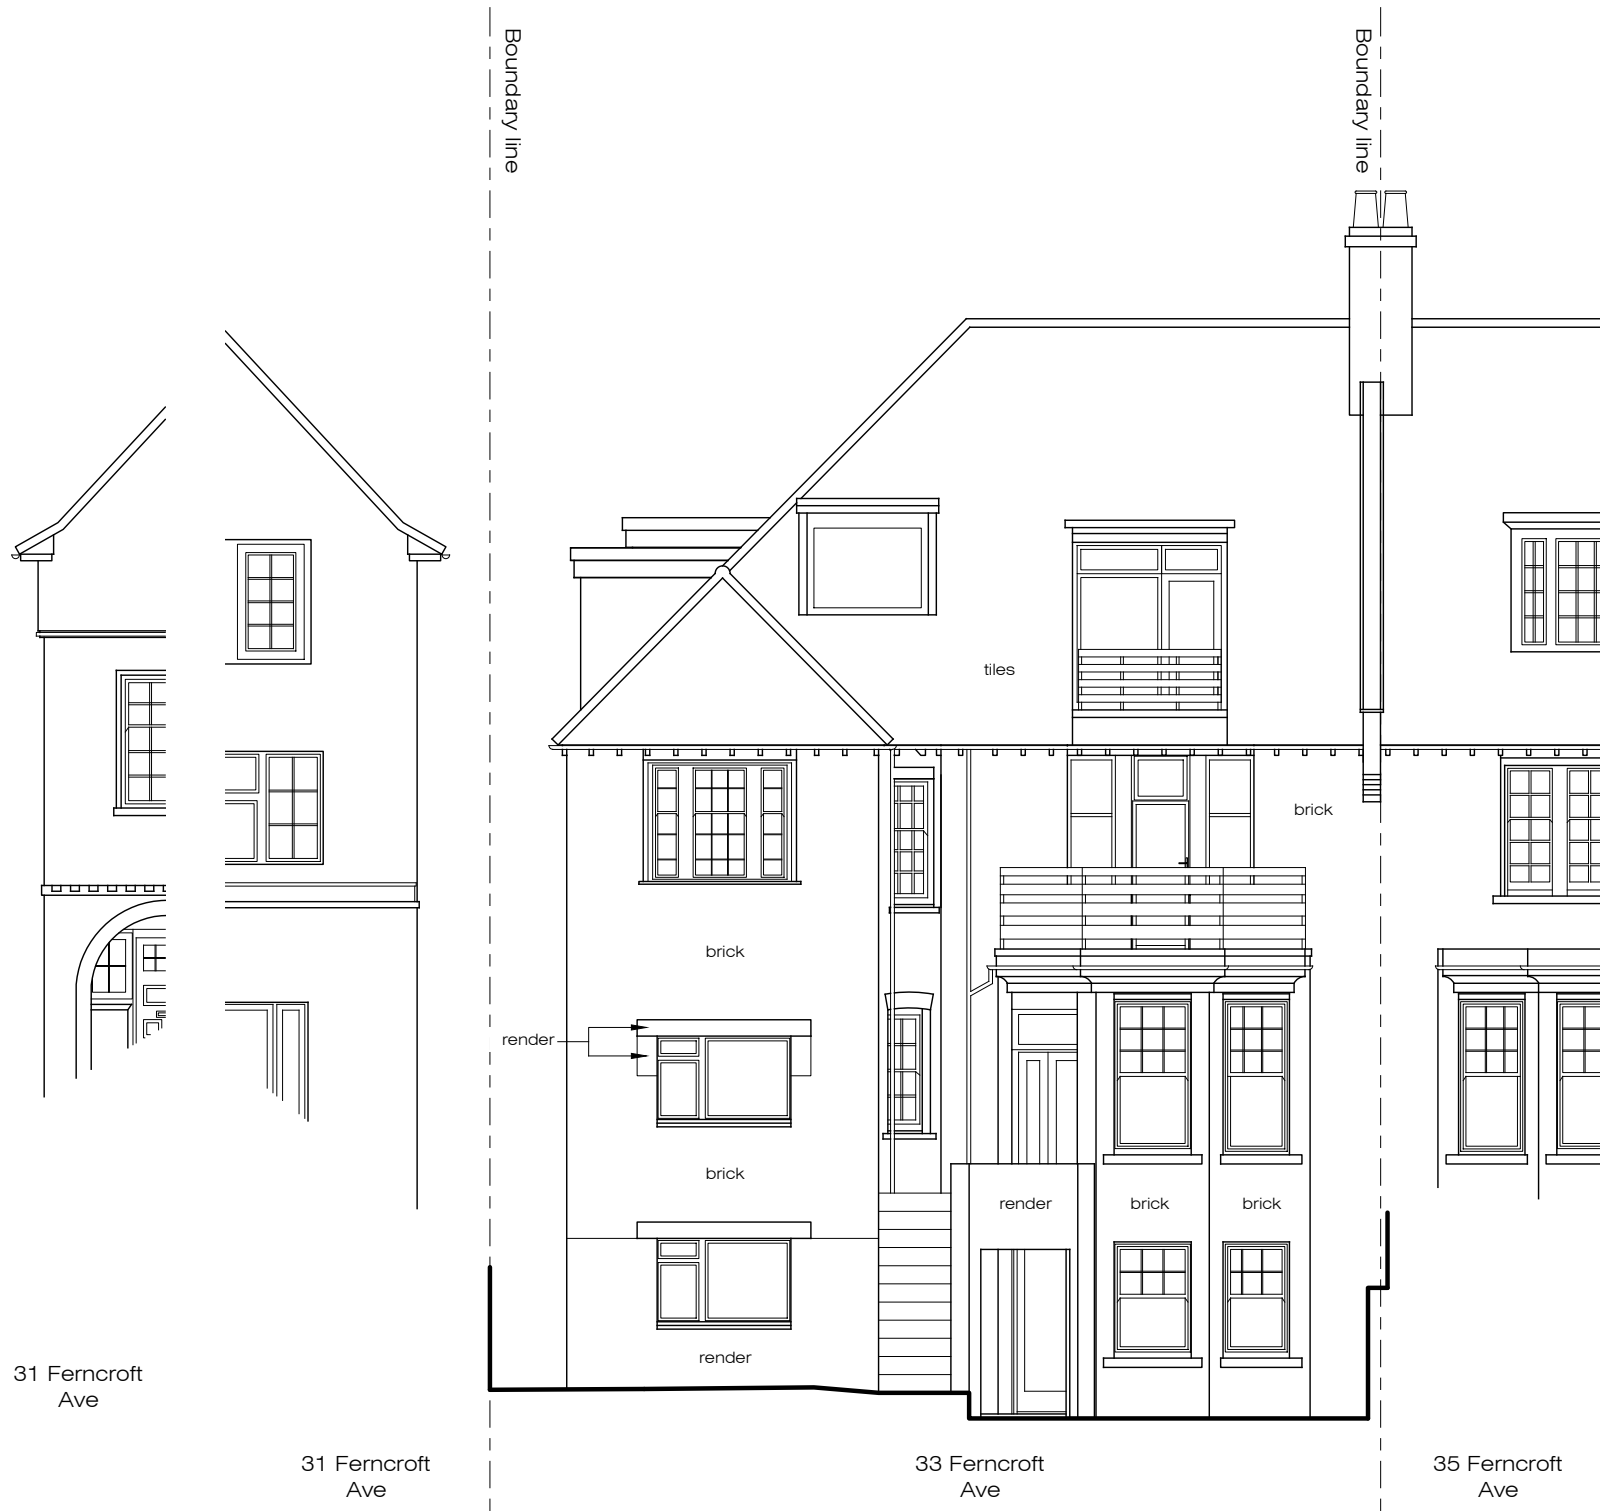 Boundary line
Boundary line
tiles
brick
brick
render
brick
render
brick
brick
render
31 Ferncroft
Ave
31 Ferncroft
Ave
33 Ferncroft
Ave
35 Ferncroft
Ave